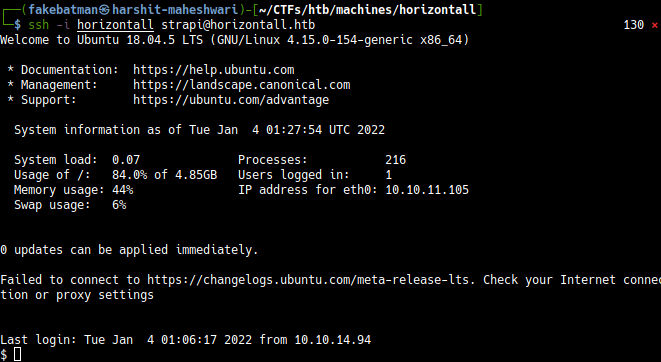 ┌──(fakebatman㉿harshit-maheshwari)-[~/CTFs/htb/machines/horizontall]
└─$ ssh -i horizontall strapi@horizontall.htb 130 ⨯
Welcome to Ubuntu 18.04.5 LTS (GNU/Linux 4.15.0-154-generic x86_64)
* Documentation: https://help.ubuntu.com
* Management: https://landscape.canonical.com
* Support: https://ubuntu.com/advantage
System information as of Tue Jan 4 01:27:54 UTC 2022
System load: 0.07 Processes: 216
Usage of /: 84.0% of 4.85GB Users logged in: 1
Memory usage: 44% IP address for eth0: 10.10.11.105
Swap usage: 6%
0 updates can be applied immediately.
Failed to connect to https://changelogs.ubuntu.com/meta-release-lts. Check your Internet connec
tion or proxy settings
Last login: Tue Jan 4 01:06:17 2022 from 10.10.14.94
$